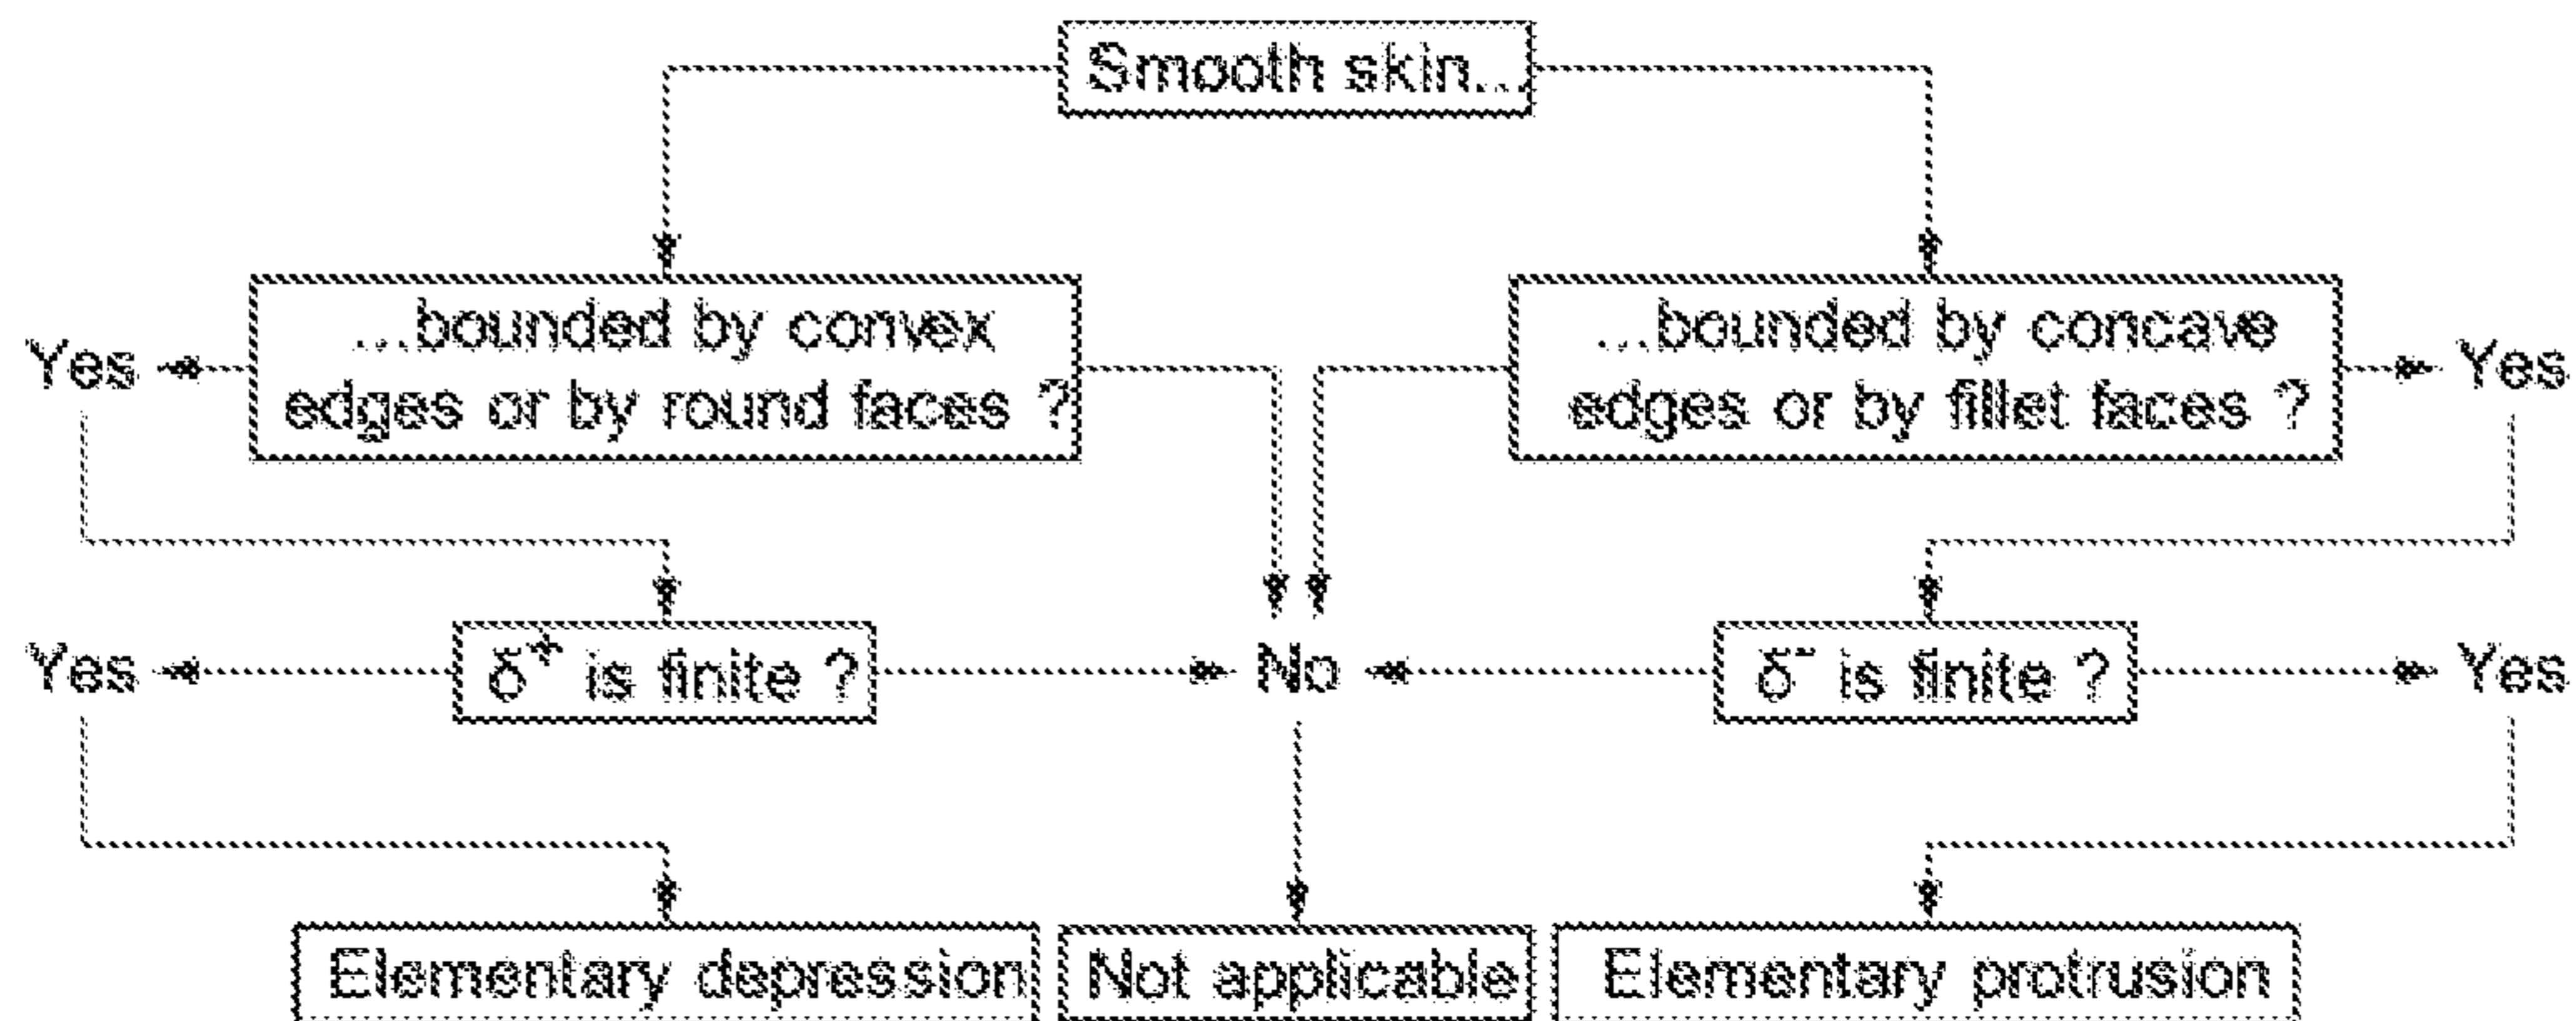 Smooth skin...
...bounded by convex
edges or by round faces ?
...bounded by concave
edges or by fillet faces ?
Yes
Yes
Yes
δ⁺ is finite ?
No
δ⁻ is finite ?
Yes
Elementary depression
Not applicable
Elementary protrusion